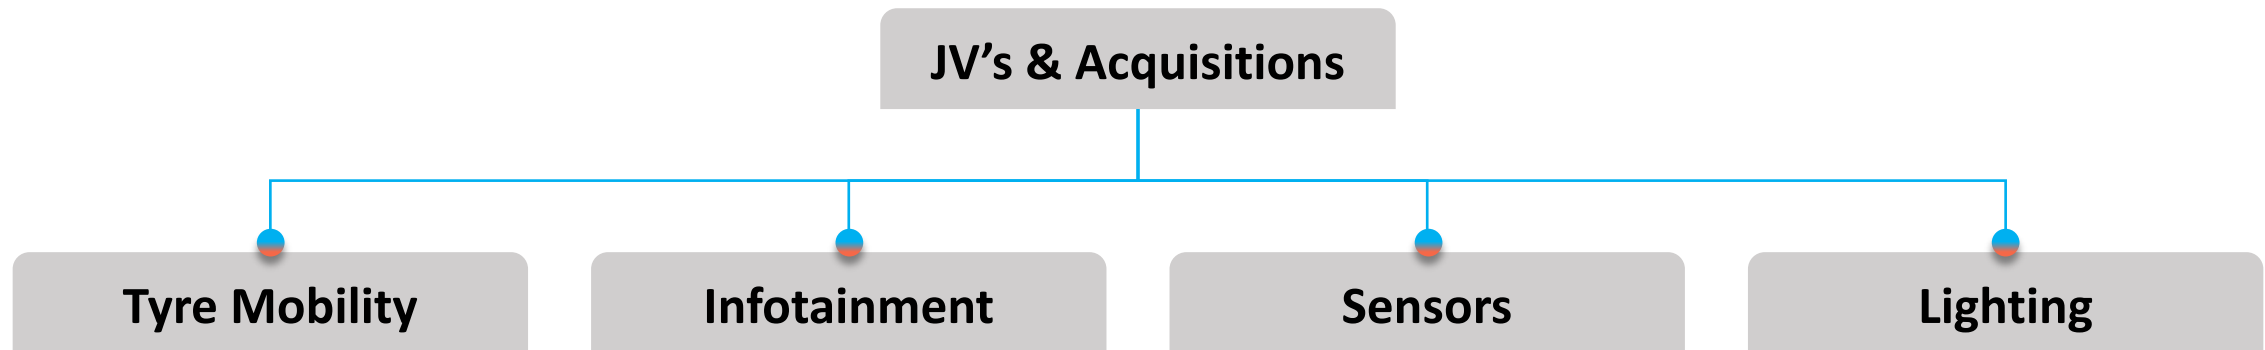 JV’s & Acquisitions
Tyre Mobility
Infotainment
Sensors
Lighting